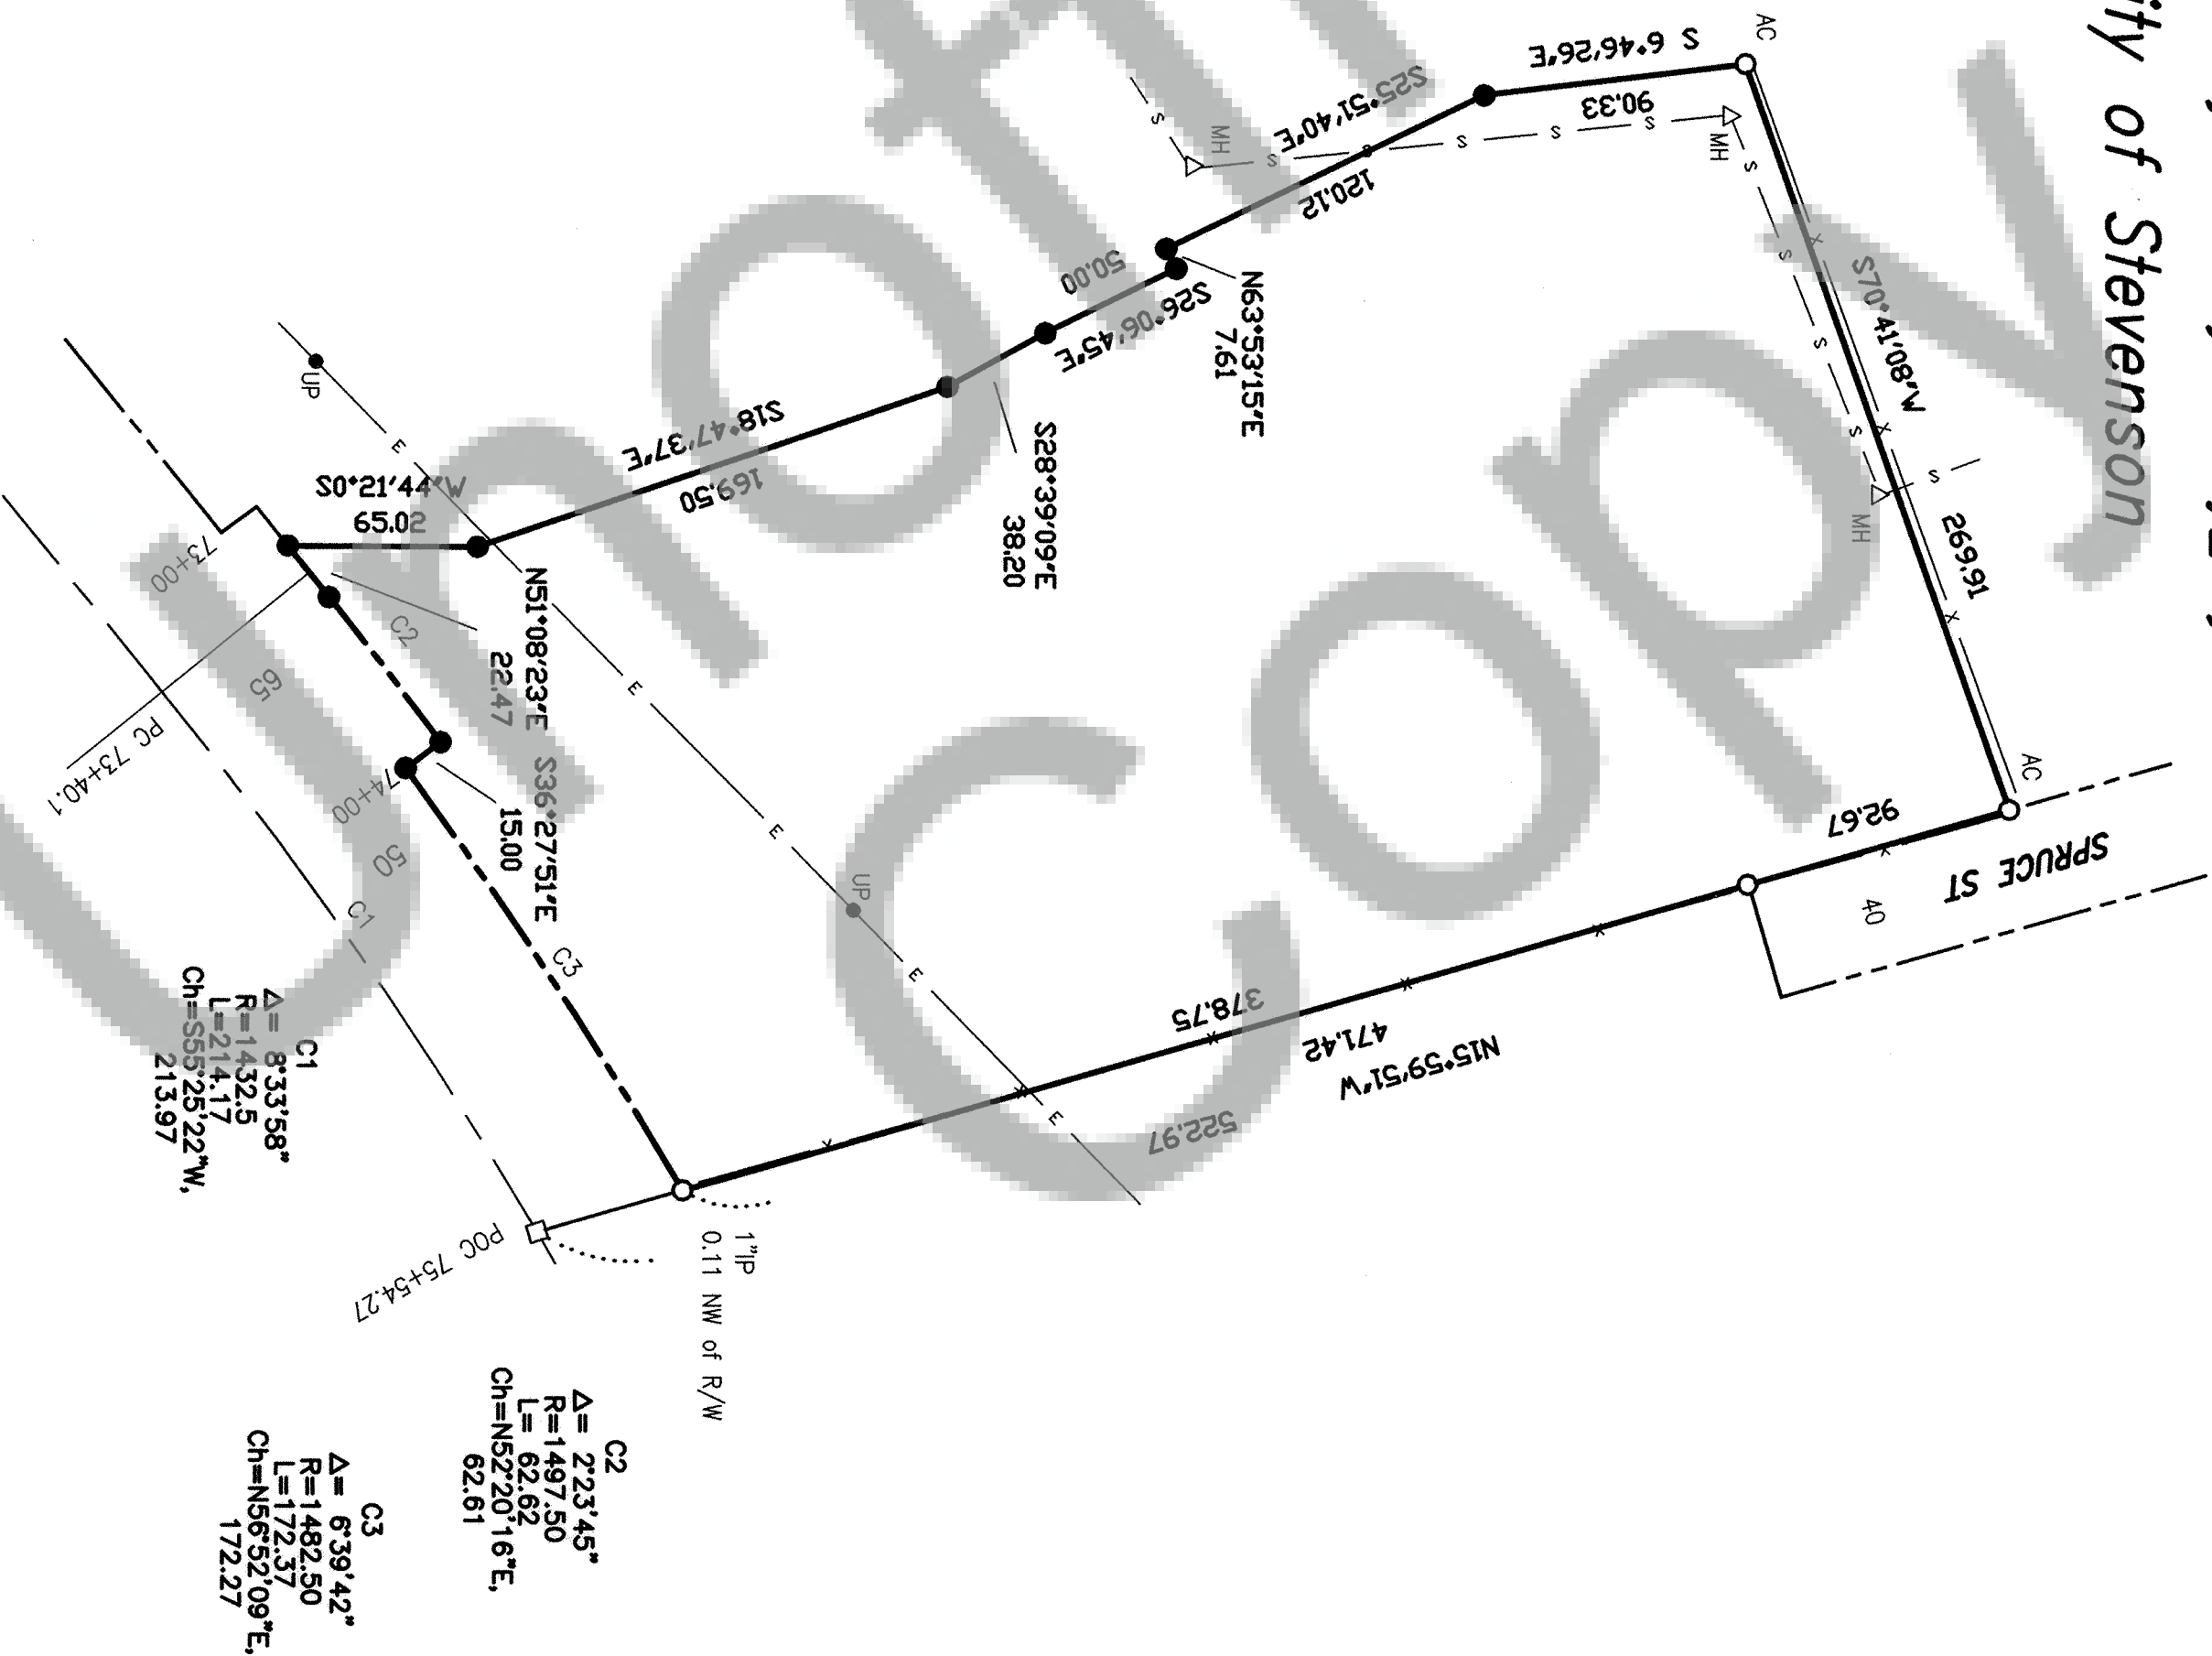 ity of Stevenson
AC
S 6°46'26"E
90.33
MH
S25°51'40"E
120.12
MH
S S S S S
S S S S S S
S70°41'08"W
269.91
MH
AC
N63°53'15"E
7.61
50.00
S26°06'45"E
S28°39'09"E
38.20
S18°47'37"E
169.50
UP
E E E E E E
S0°21'44"W
65.02
N51°08'23"E
22.47
S36°27'51"E
15.00
73+00
C2
65
PC 73+40.1
74+00
50
C1
C3
UP
92.67
SPRUCE ST
40
378.75
471.42
N15°59'51"W
522.97
1"IP
0.11 NW of R/W
POC 75+54.27
C1
Δ= 8°33'58"
R=1432.5
L=214.17
Ch=S55°25'22"W,
213.97
C2
Δ= 2°23'45"
R=1497.50
L= 62.62
Ch=N52°20'16"E,
62.61
C3
Δ= 6°39'42"
R=1482.50
L=172.37
Ch=N56°52'09"E,
172.27
Copy